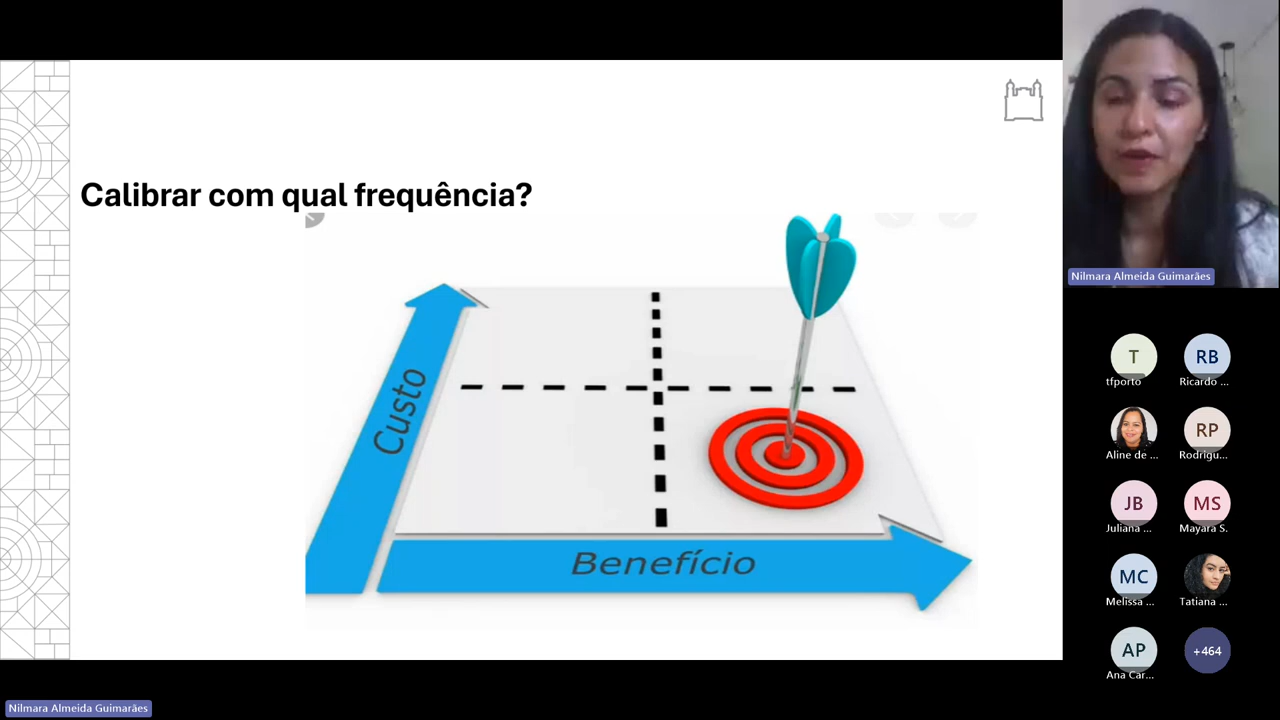 Calibrar com qual frequência?
Custo
Benefício
Nilmara Almeida Guimarães
T
RB
tfporto
Ricardo ...
RP
Aline de ...
Rodrigu...
JB
MS
Juliana ...
Mayara S.
MC
Melissa ...
Tatiana ...
AP
+464
Ana Car...
Nilmara Almeida Guimarães